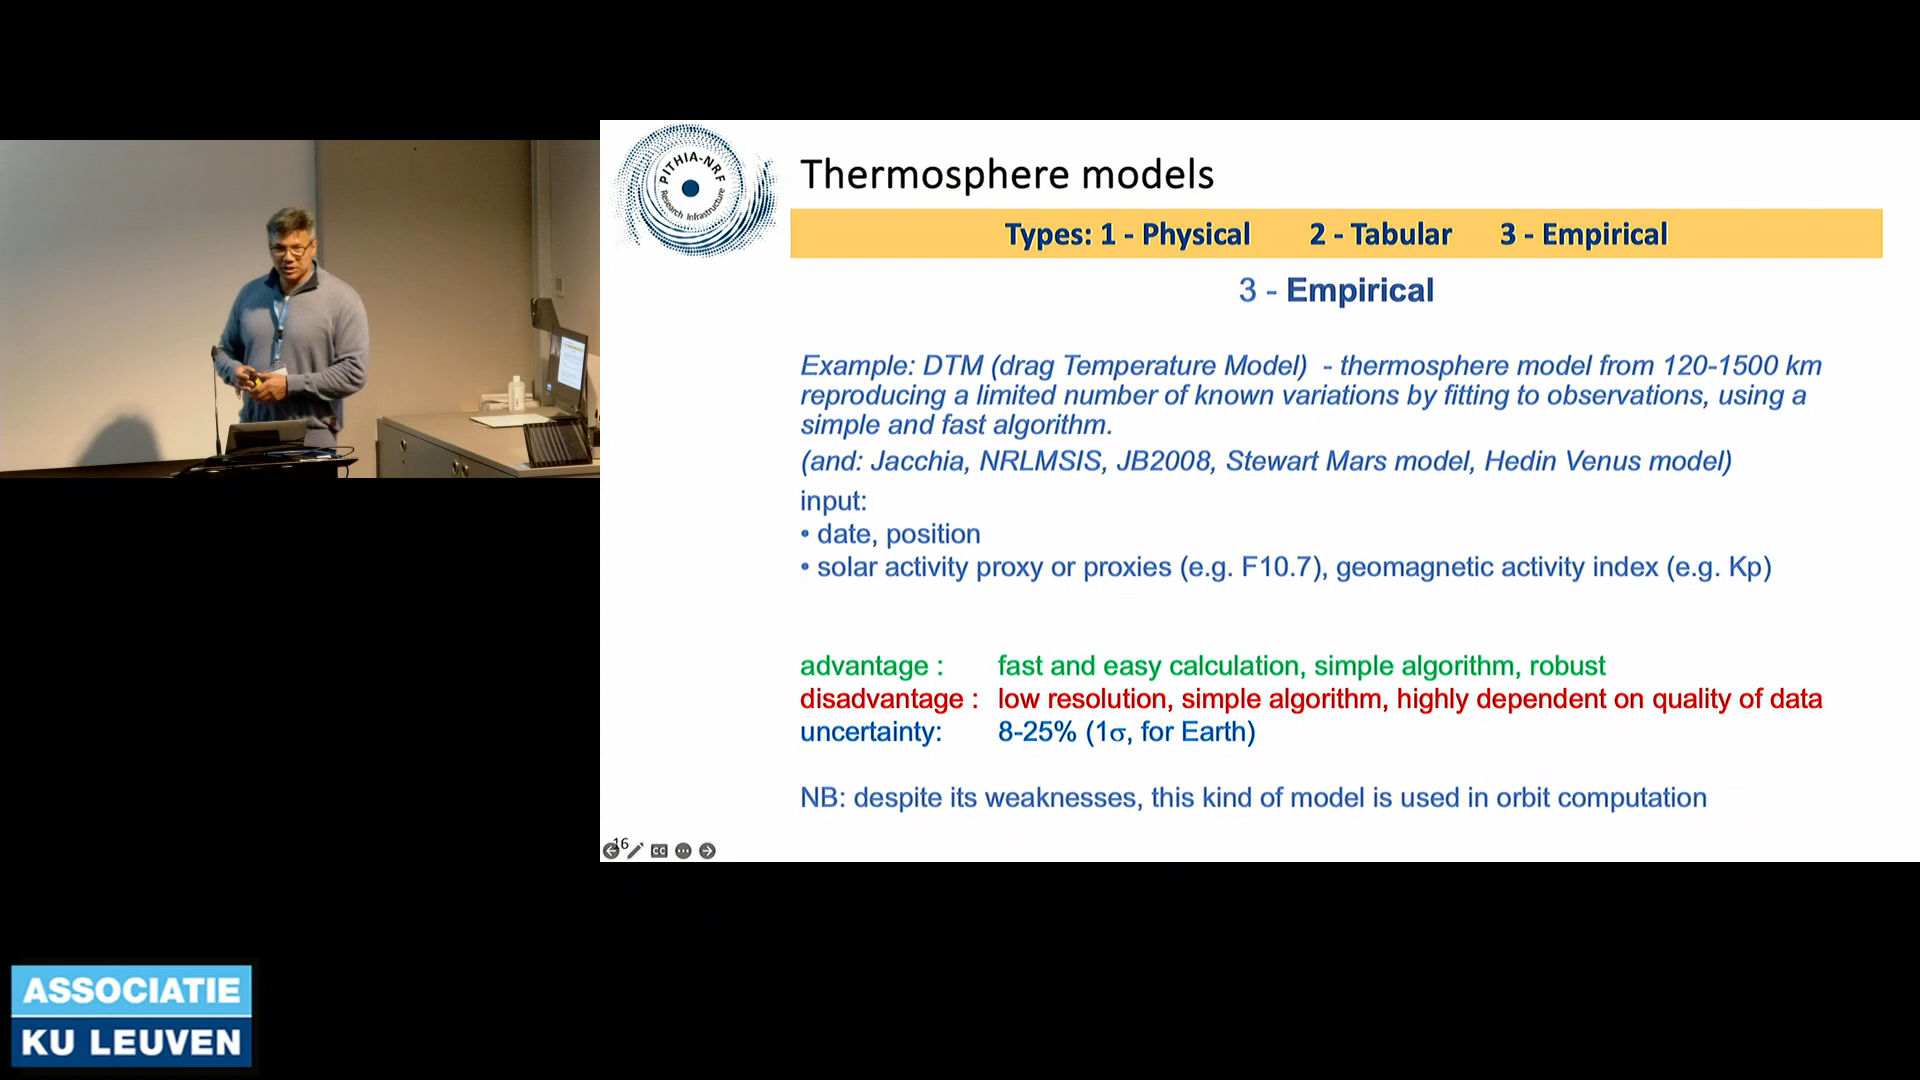 PITHIA-NRF
Research Infrastructure
Thermosphere models
Types: 1 - Physical 2 - Tabular 3 - Empirical
3 - Empirical
Example: DTM (drag Temperature Model) - thermosphere model from 120-1500 km
reproducing a limited number of known variations by fitting to observations, using a
simple and fast algorithm.
(and: Jacchia, NRLMSIS, JB2008, Stewart Mars model, Hedin Venus model)
input:
• date, position
• solar activity proxy or proxies (e.g. F10.7), geomagnetic activity index (e.g. Kp)
advantage : fast and easy calculation, simple algorithm, robust
disadvantage : low resolution, simple algorithm, highly dependent on quality of data
uncertainty: 8-25% (1σ, for Earth)
NB: despite its weaknesses, this kind of model is used in orbit computation
16
CC
ASSOCIATIE
KU LEUVEN